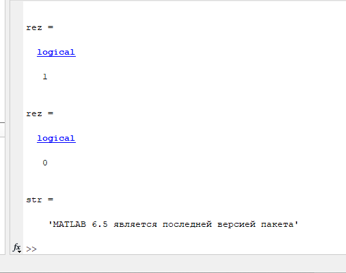 rez =
logical
1
rez =
logical
0
str =
'MATLAB 6.5 является последней версией пакета'
fx >>